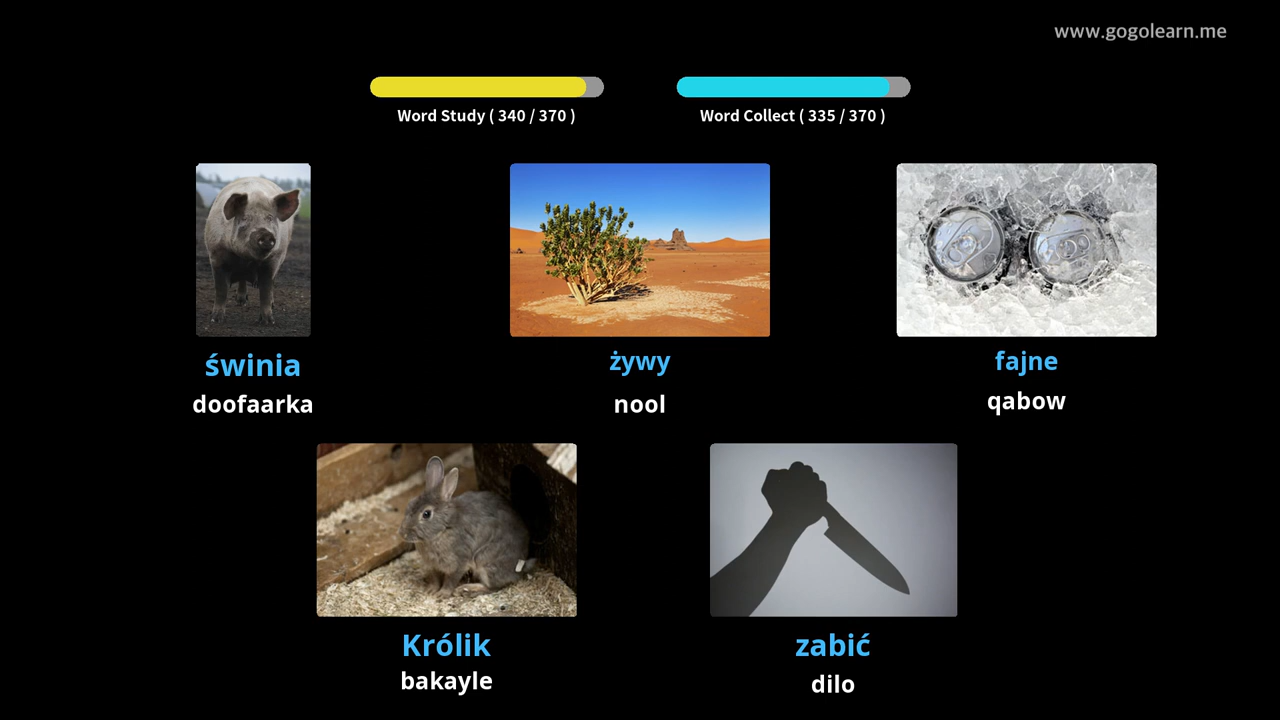 www.gogolearn.me
Word Study ( 340 / 370 )
Word Collect ( 335 / 370 )
świnia
doofaarka
żywy
nool
fajne
qabow
Królik
bakayle
zabić
dilo